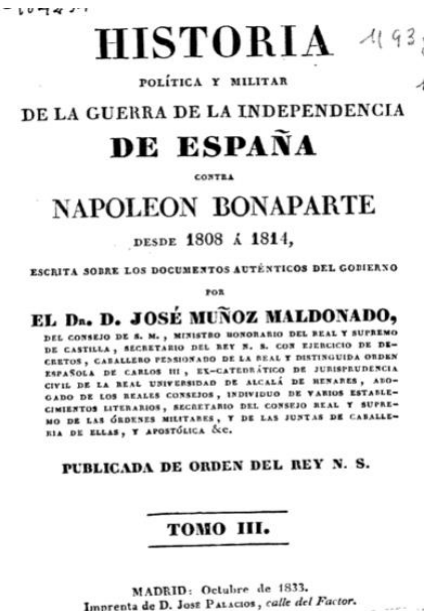 HISTORIA
POLÍTICA Y MILITAR
DE LA GUERRA DE LA INDEPENDENCIA
DE ESPAÑA
CONTRA
NAPOLEON BONAPARTE
DESDE 1808 Á 1814,
ESCRITA SOBRE LOS DOCUMENTOS AUTÉNTICOS DEL GOBIERNO
POR
EL DR. D. JOSÉ MUÑOZ MALDONADO,
DEL CONSEJO DE S. M., MINISTRO HONORARIO DEL REAL Y SUPREMO
DE CASTILLA, SECRETARIO DEL REY N. S. CON EJERCICIO DE DE-
CRETOS, CABALLERO PENSIONADO DE LA REAL Y DISTINGUIDA ORDEN
ESPAÑOLA DE CARLOS III, EX-CATEDRÁTICO DE JURISPRUDENCIA
CIVIL DE LA REAL UNIVERSIDAD DE ALCALÁ DE HENARES, ABO-
GADO DE LOS REALES CONSEJOS, INDIVIDUO DE VARIOS ESTABLE-
CIMIENTOS LITERARIOS, SECRETARIO DEL CONSEJO REAL Y SUPRE-
MO DE LAS ÓRDENES MILITARES, Y DE LAS JUNTAS DE CABALLE-
RIA DE ELLAS, Y APOSTÓLICA &c.
PUBLICADA DE ORDEN DEL REY N. S.
TOMO III.
MADRID: Octubre de 1833.
Imprenta de D. JOSÉ PALACIOS, calle del Factor.